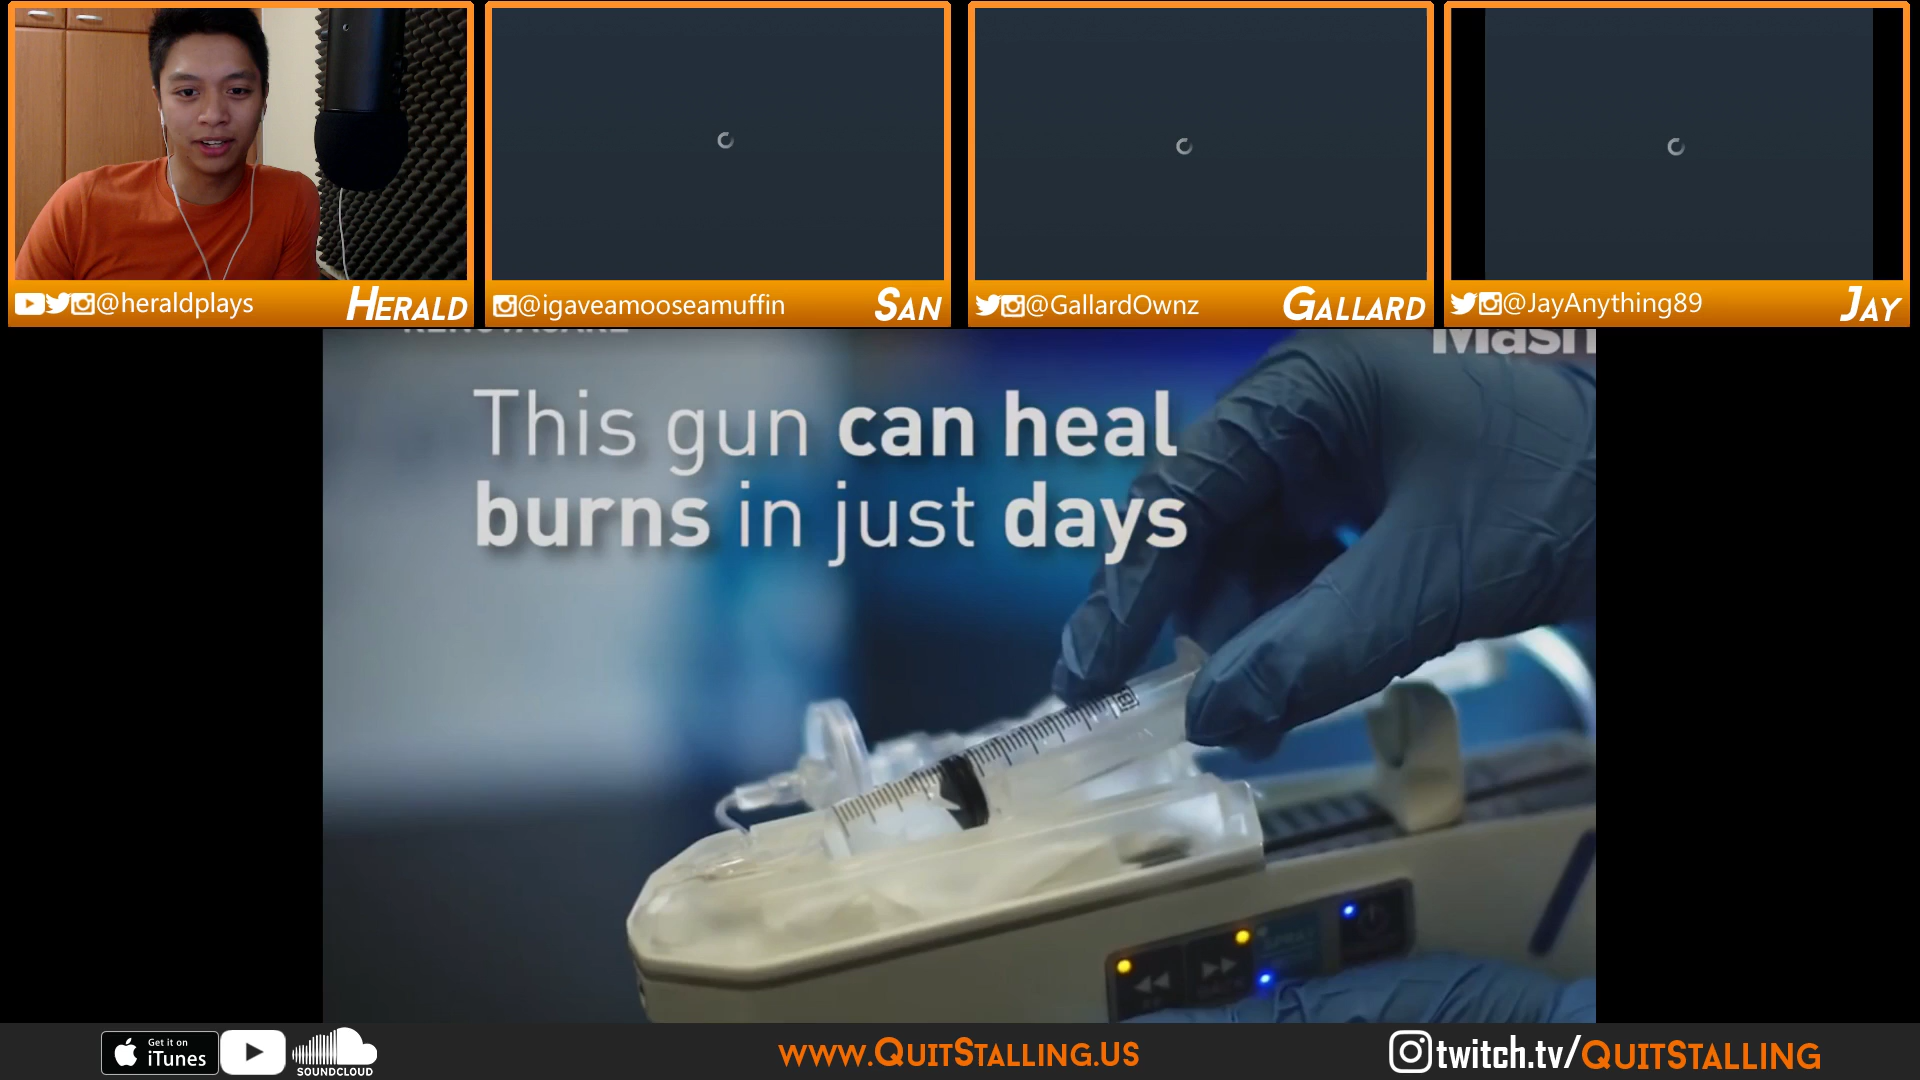 @heraldplays
HERALD
@igaveamooseamuffin
SAN
@GallardOwnz
GALLARD
@JayAnything89
JAY
This gun can heal
burns in just days
Get it on
iTunes
SOUNDCLOUD
www.QuitStalling.us
twitch.tv/QuitStalling